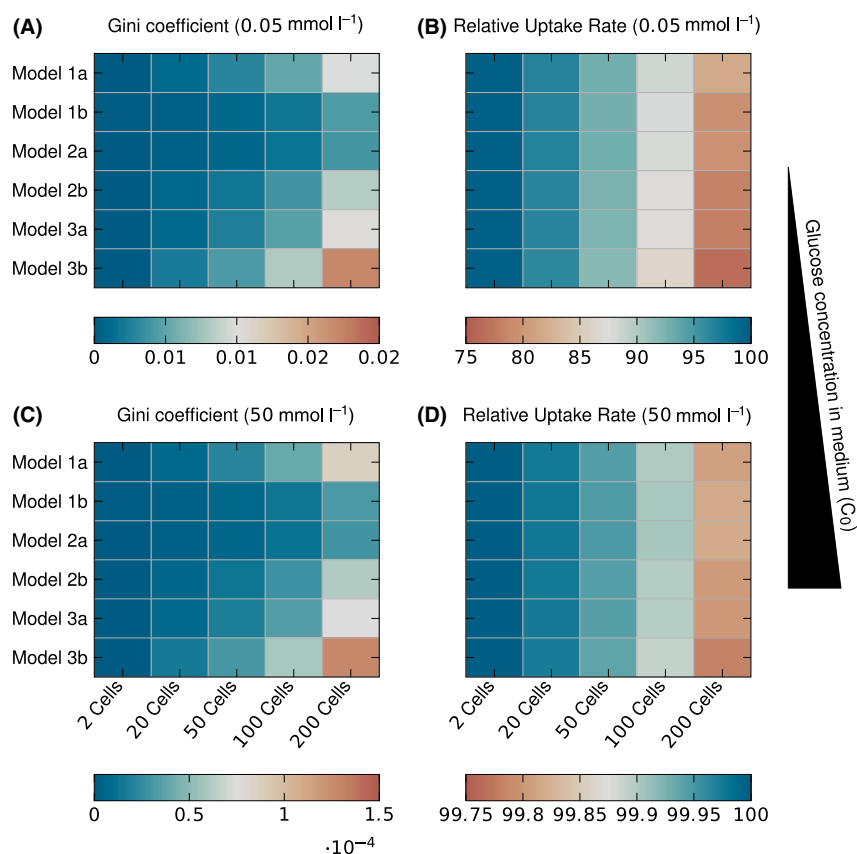 (A) Gini coefficient (0.05 mmol l⁻¹)
(B) Relative Uptake Rate (0.05 mmol l⁻¹)
Model 1a
Model 1b
Model 2a
Model 2b
Model 3a
Model 3b
0 0.01 0.01 0.02 0.02
75 80 85 90 95 100
(C) Gini coefficient (50 mmol l⁻¹)
(D) Relative Uptake Rate (50 mmol l⁻¹)
Model 1a
Model 1b
Model 2a
Model 2b
Model 3a
Model 3b
2 Cells
20 Cells
50 Cells
100 Cells
200 Cells
2 Cells
20 Cells
50 Cells
100 Cells
200 Cells
0 0.5 1 1.5
·10⁻⁴
99.75 99.8 99.85 99.9 99.95 100
Glucose concentration in medium (C₀)